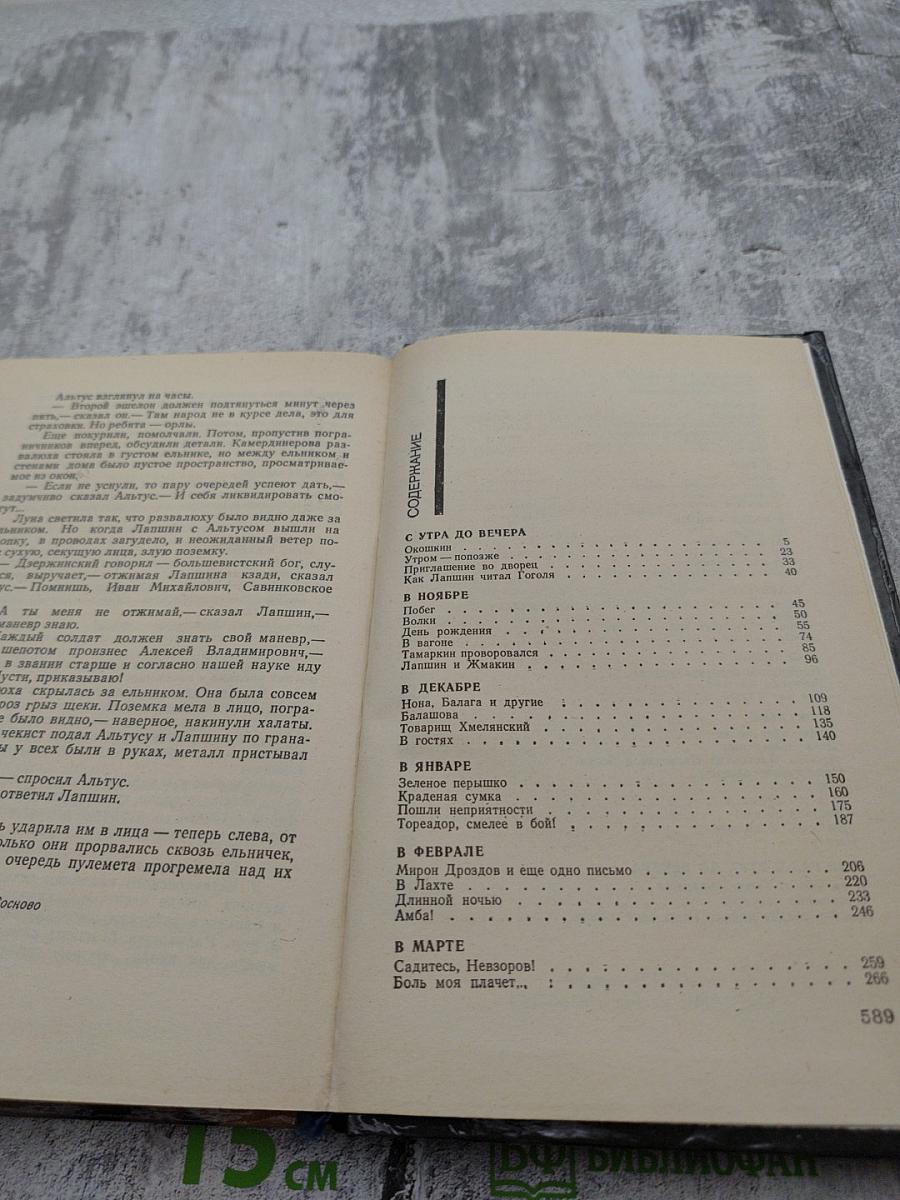 Альтус взглянул на часы.
— Второй эшелон должен подтянуться минут через
пять,— сказал он.— Там народ не в курсе дела, это для
страховки. Но ребята — орлы.
Еще покурили, помолчали. Потом, пропустив погра-
ничников вперед, обсудили детали. Камердинерова раз-
валюха стояла в густом ельнике, но между ельником и
стенами дома было пустое пространство, просматривае-
мое из окон.
— Если не уснули, то пару очередей успеют дать,—
задумчиво сказал Альтус.— И себя ликвидировать смо-
гут...
Луна светила так, что развалюху было видно даже за
льником. Но когда Лапшин с Альтусом вышли на
опку, в проводах загудело, и неожиданный ветер по-
сухую, секущую лица, злую поземку.
— Дзержинский говорил — большевистский бог, слу-
ся, выручает,— отжимая Лапшина кзади, сказал
ус.— Помнишь, Иван Михайлович, Савинковское
А ты меня не отжимай,— сказал Лапшин,—
маневр знаю.
Каждый солдат должен знать свой маневр,—
шепотом произнес Алексей Владимирович,—
в звании старше и согласно нашей науке иду
усти, приказываю!
юха скрылась за ельником. Она была совсем
роз грыз щеки. Поземка мела в лицо, погра-
е было видно,— наверное, накинули халаты.
чекист подал Альтусу и Лапшину по грана-
ы у всех были в руках, металл пристывал
— спросил Альтус.
ответил Лапшин.
ь ударила им в лица — теперь слева, от
олько они прорвались сквозь ельничек,
очередь пулемета прогремела над их
Сосново
СОДЕРЖАНИЕ
С УТРА ДО ВЕЧЕРА
Окошкин . . . . 5
Утром — попозже . . . . 23
Приглашение во дворец . . . . 33
Как Лапшин читал Гоголя . . . . 40
В НОЯБРЕ
Побег . . . . 45
Волки . . . . 50
День рождения . . . . 55
В вагоне . . . . 74
Тамаркин проворовался . . . . 85
Лапшин и Жмакин . . . . 96
В ДЕКАБРЕ
Нона, Балага и другие . . . . 109
Балашова . . . . 118
Товарищ Хмелянский . . . . 135
В гостях . . . . 140
В ЯНВАРЕ
Зеленое перышко . . . . 150
Краденая сумка . . . . 160
Пошли неприятности . . . . 175
Тореадор, смелее в бой! . . . . 187
В ФЕВРАЛЕ
Мирон Дроздов и еще одно письмо . . . . 206
В Лахте . . . . 220
Длинной ночью . . . . 233
Амба! . . . . 246
В МАРТЕ
Садитесь, Невзоров! . . . . 259
Боль моя плачет... . . . . 266
589
15 см
БФ БИБЛИОФАН